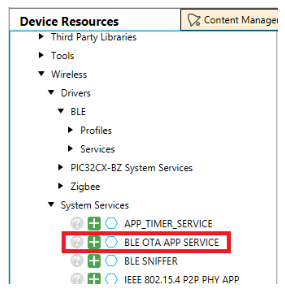 Device Resources
Content Manager
Third Party Libraries
Tools
Wireless
Drivers
BLE
Profiles
Services
PIC32CX-BZ System Services
Zigbee
System Services
APP_TIMER_SERVICE
BLE OTA APP SERVICE
BLE SNIFFER
IEEE 802.15.4 P2P PHY APP